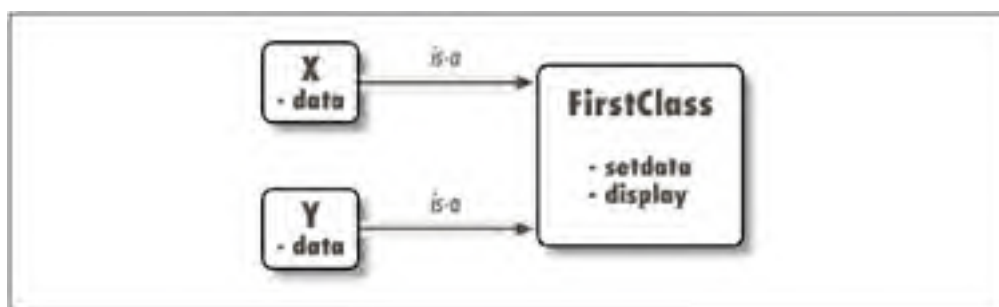 X
- data
is-a
FirstClass
- setdata
- display
Y
- data
is-a